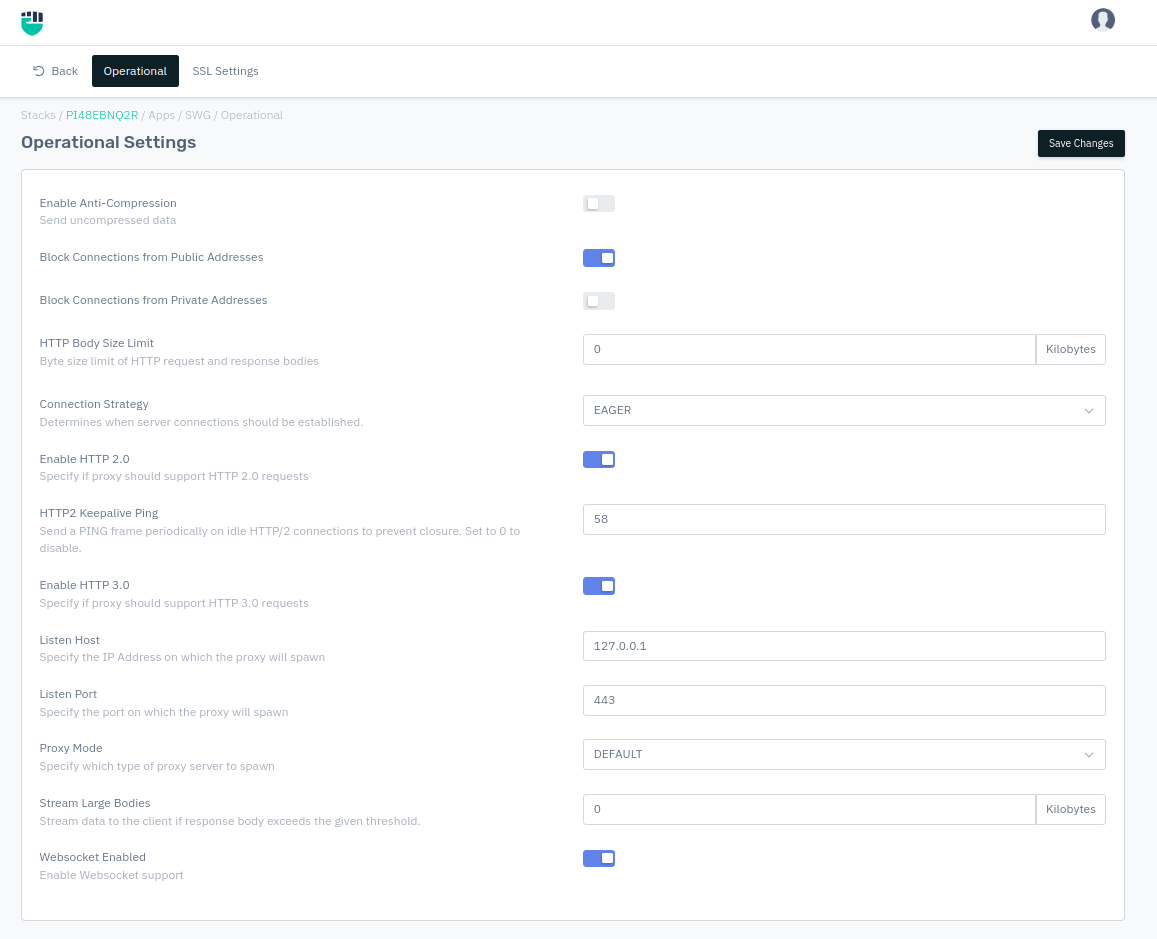 Back
Operational
SSL Settings
Stacks / PI48EBNQ2R / Apps / SWG / Operational
Operational Settings
Save Changes
Enable Anti-Compression
Send uncompressed data
Block Connections from Public Addresses
Block Connections from Private Addresses
HTTP Body Size Limit
Byte size limit of HTTP request and response bodies
0
Kilobytes
Connection Strategy
Determines when server connections should be established.
EAGER
Enable HTTP 2.0
Specify if proxy should support HTTP 2.0 requests
HTTP2 Keepalive Ping
Send a PING frame periodically on idle HTTP/2 connections to prevent closure. Set to 0 to
disable.
58
Enable HTTP 3.0
Specify if proxy should support HTTP 3.0 requests
Listen Host
Specify the IP Address on which the proxy will spawn
127.0.0.1
Listen Port
Specify the port on which the proxy will spawn
443
Proxy Mode
Specify which type of proxy server to spawn
DEFAULT
Stream Large Bodies
Stream data to the client if response body exceeds the given threshold.
0
Kilobytes
Websocket Enabled
Enable Websocket support